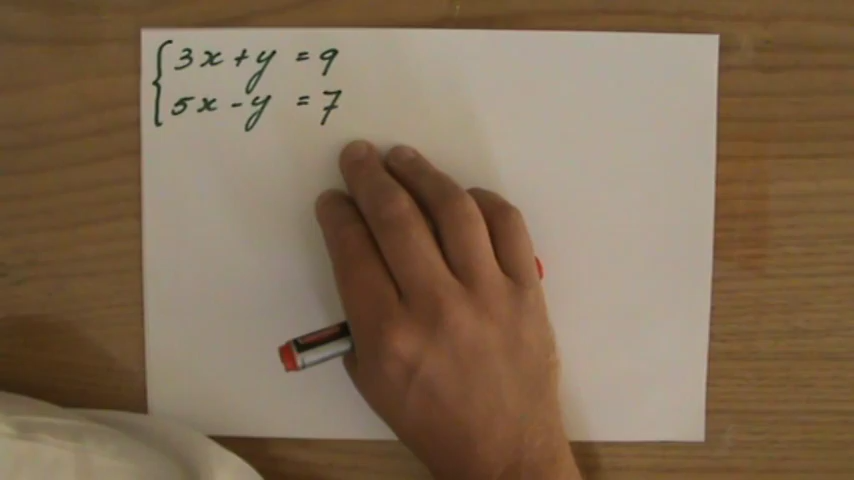 3x + y = 9
5x - y = 7